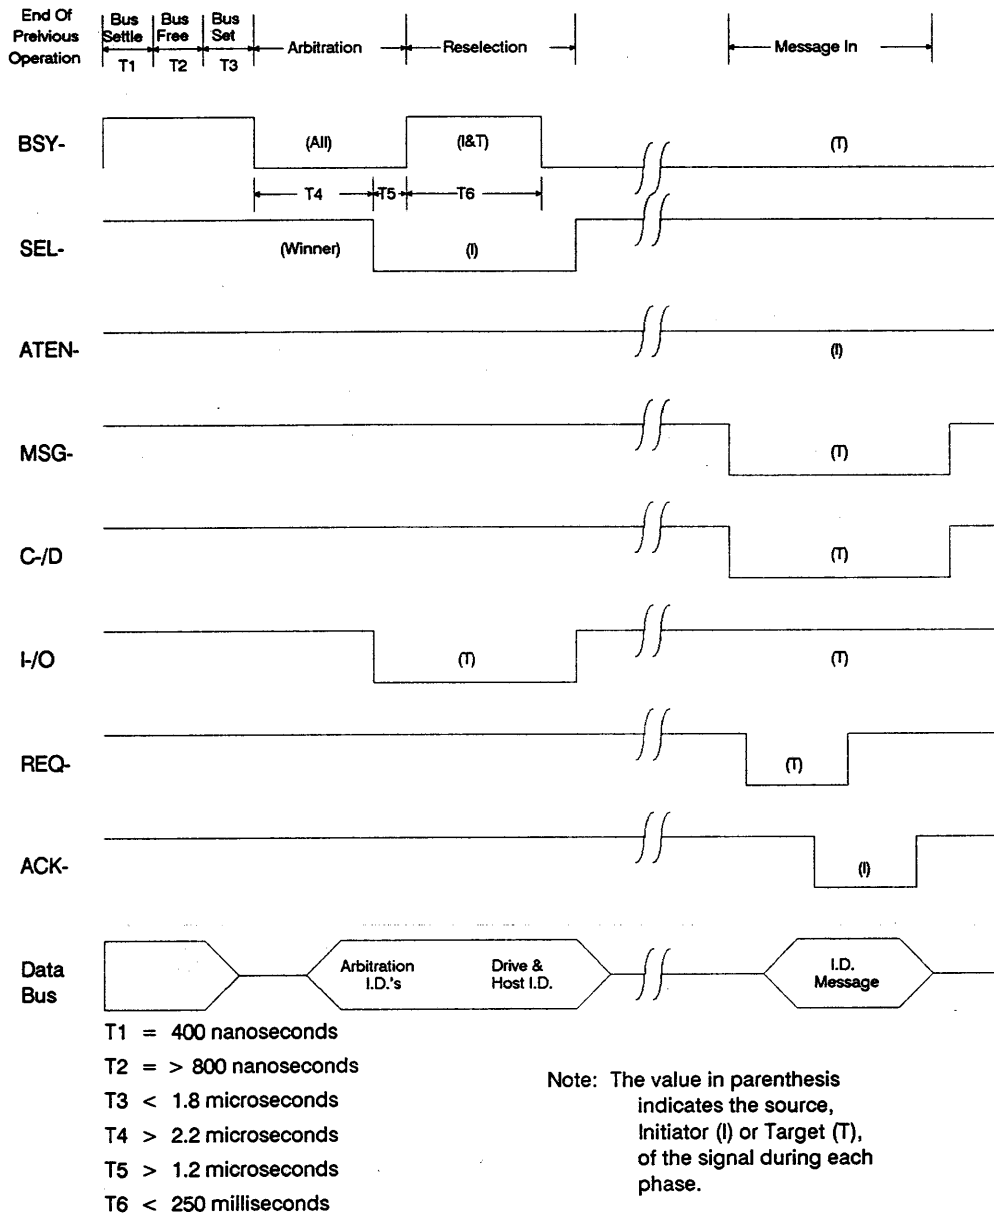 End Of
Prelvious
Operation
Bus
Settle
Bus
Free
Bus
Set
Arbitration
Reselection
Message In
T1
T2
T3
BSY-
(All)
(I&T)
(T)
T4
T5
T6
SEL-
(Winner)
(I)
ATEN-
(I)
MSG-
(T)
C-/D
(T)
I-/O
(T)
(T)
REQ-
(T)
ACK-
(I)
Data
Bus
Arbitration
I.D.'s
Drive &
Host I.D.
I.D.
Message
T1 = 400 nanoseconds
T2 = > 800 nanoseconds
T3 < 1.8 microseconds
T4 > 2.2 microseconds
T5 > 1.2 microseconds
T6 < 250 milliseconds
Note: The value in parenthesis
indicates the source,
Initiator (I) or Target (T),
of the signal during each
phase.